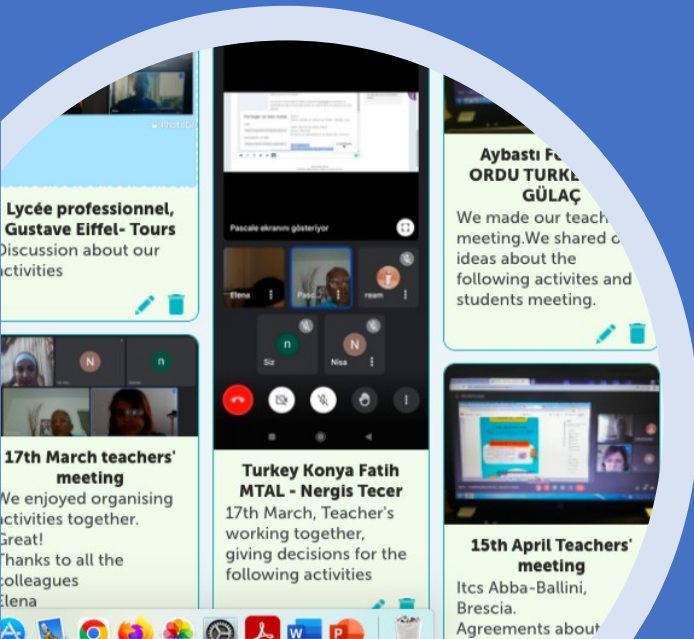 Lycée professionnel,
Gustave Eiffel- Tours
Discussion about our
activities
17th March teachers'
meeting
We enjoyed organising
activities together.
Great!
Thanks to all the
colleagues
Elena
Pascale ekranını gösteriyor
Elena
Pasc...
ream
Siz
n
Nisa
N
N
n
Turkey Konya Fatih
MTAL - Nergis Tecer
17th March, Teacher's
working together,
giving decisions for the
following activities
Aybastı
ORDU
GÜLAÇ
We made our
meeting.We shared
ideas about the
following activites and
students meeting.
15th April Teachers'
meeting
Itcs Abba-Ballini,
Brescia.
Agreements about
W
P